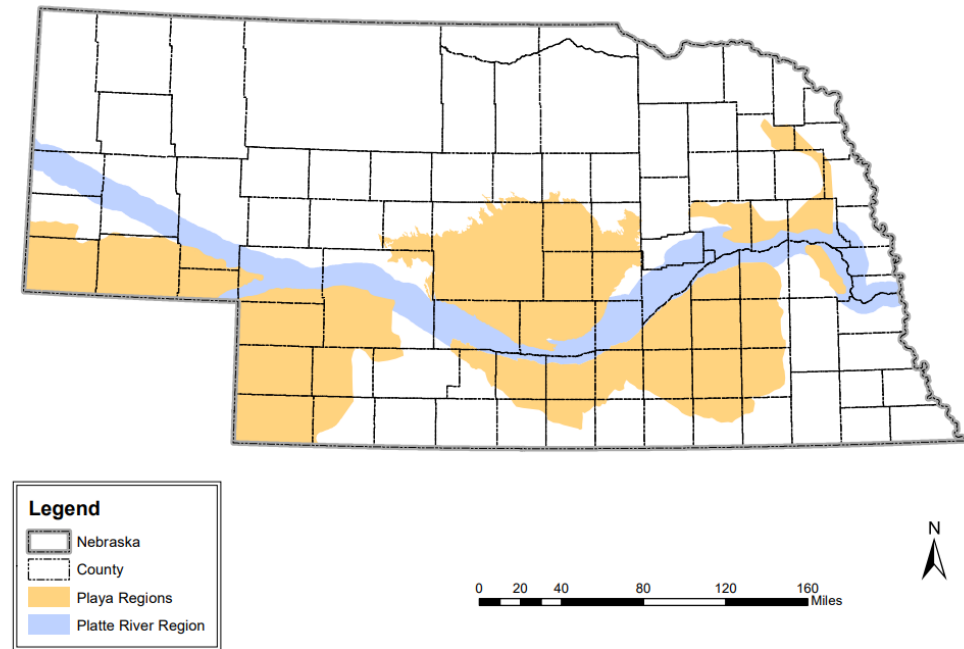 Legend
Nebraska
County
Playa Regions
Platte River Region
N
0 20 40 80 120 160
Miles